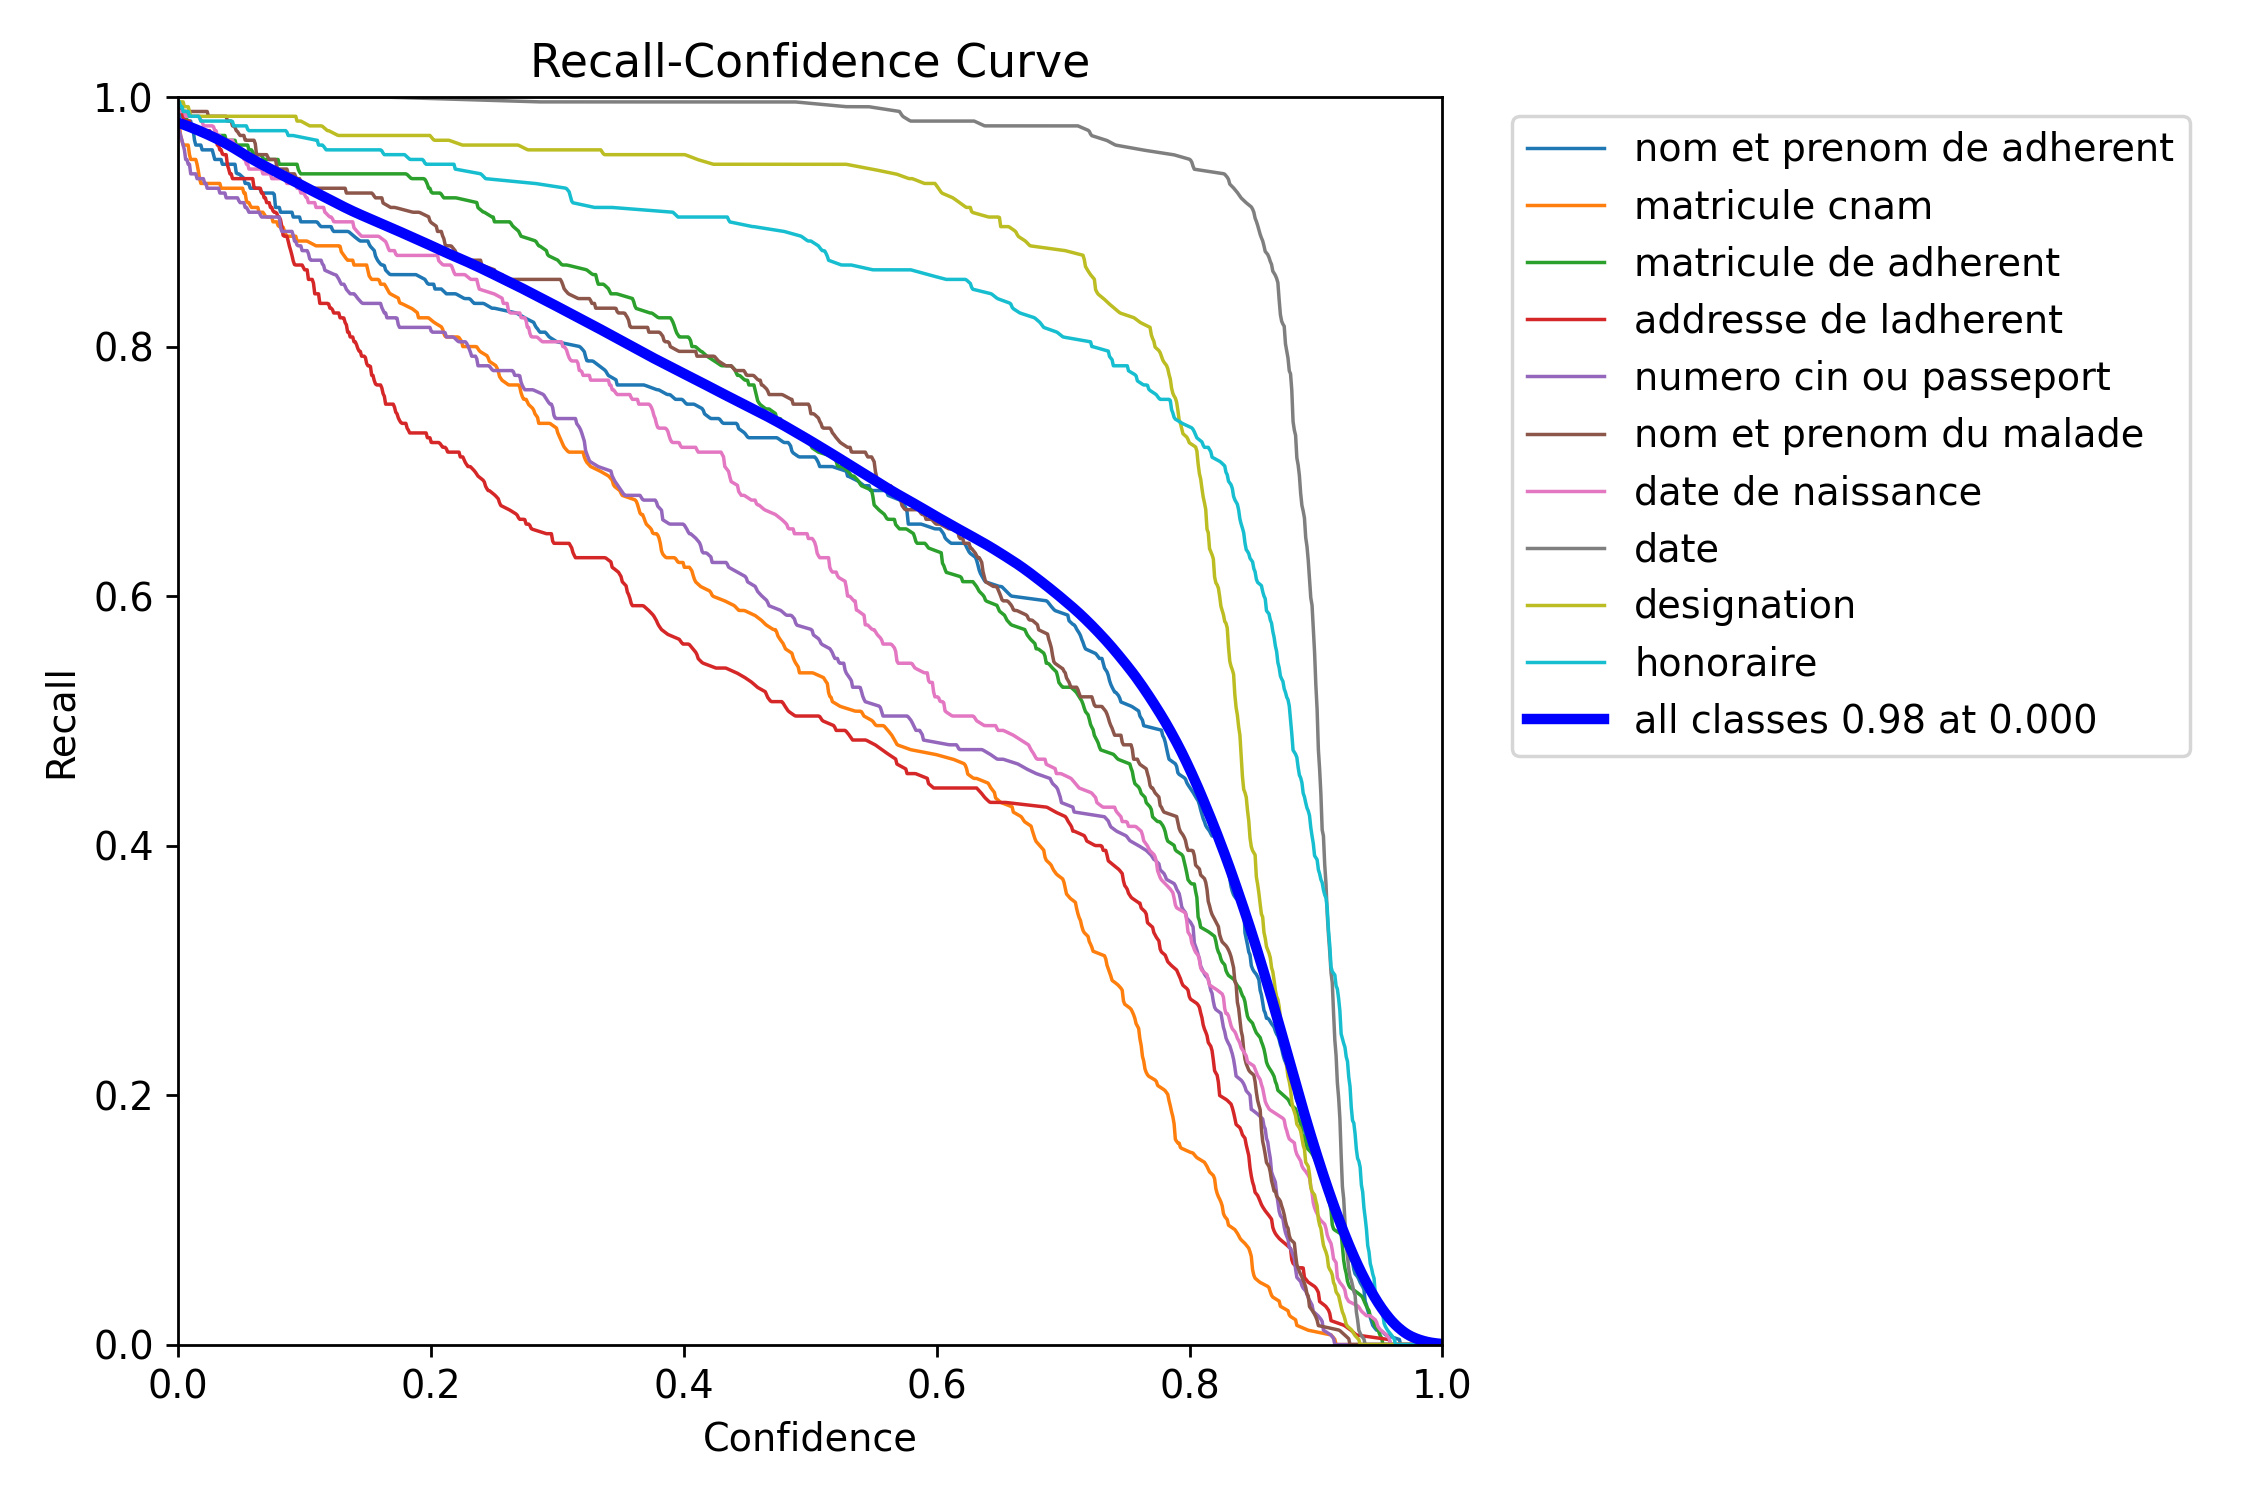 Recall-Confidence Curve
1.0
0.8
0.6
0.4
0.2
0.0
Recall
0.0 0.2 0.4 0.6 0.8 1.0
Confidence
nom et prenom de adherent
matricule cnam
matricule de adherent
addresse de ladherent
numero cin ou passeport
nom et prenom du malade
date de naissance
date
designation
honoraire
all classes 0.98 at 0.000